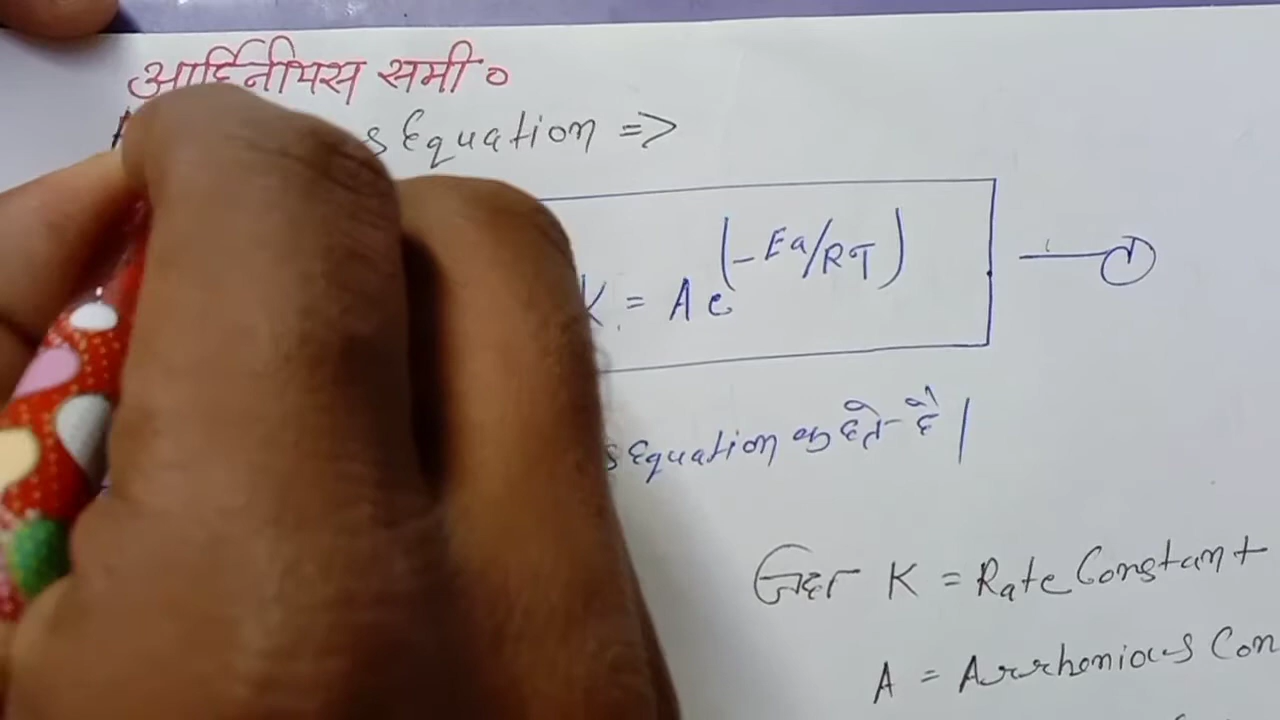 आर्हिनीयस समी०
s Equation =>
K = A e(-Ea/RT) — 1
s Equation कहते है |
जहा K = Rate Constant
A = Arrhenious Con